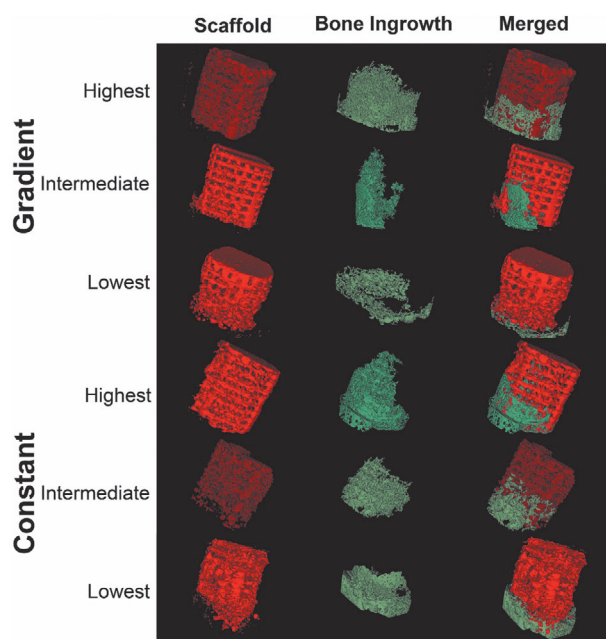 Scaffold Bone Ingrowth Merged
Gradient
Highest
Intermediate
Lowest
Constant
Highest
Intermediate
Lowest